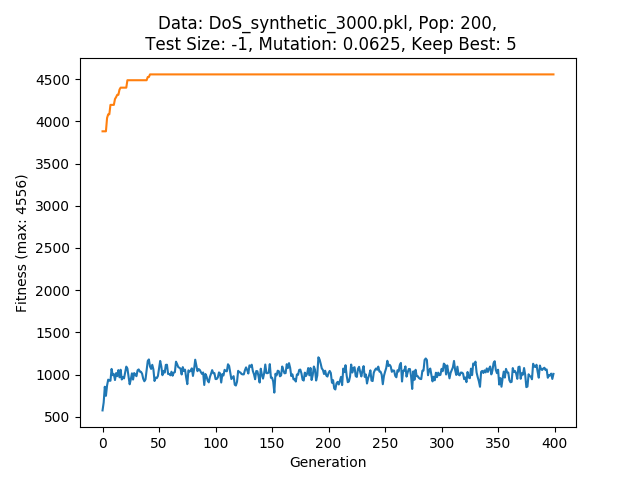 Data: DoS_synthetic_3000.pkl, Pop: 200,
Test Size: -1, Mutation: 0.0625, Keep Best: 5
4500
4000
3500
3000
2500
2000
1500
1000
500
Fitness (max: 4556)
0 50 100 150 200 250 300 350 400
Generation